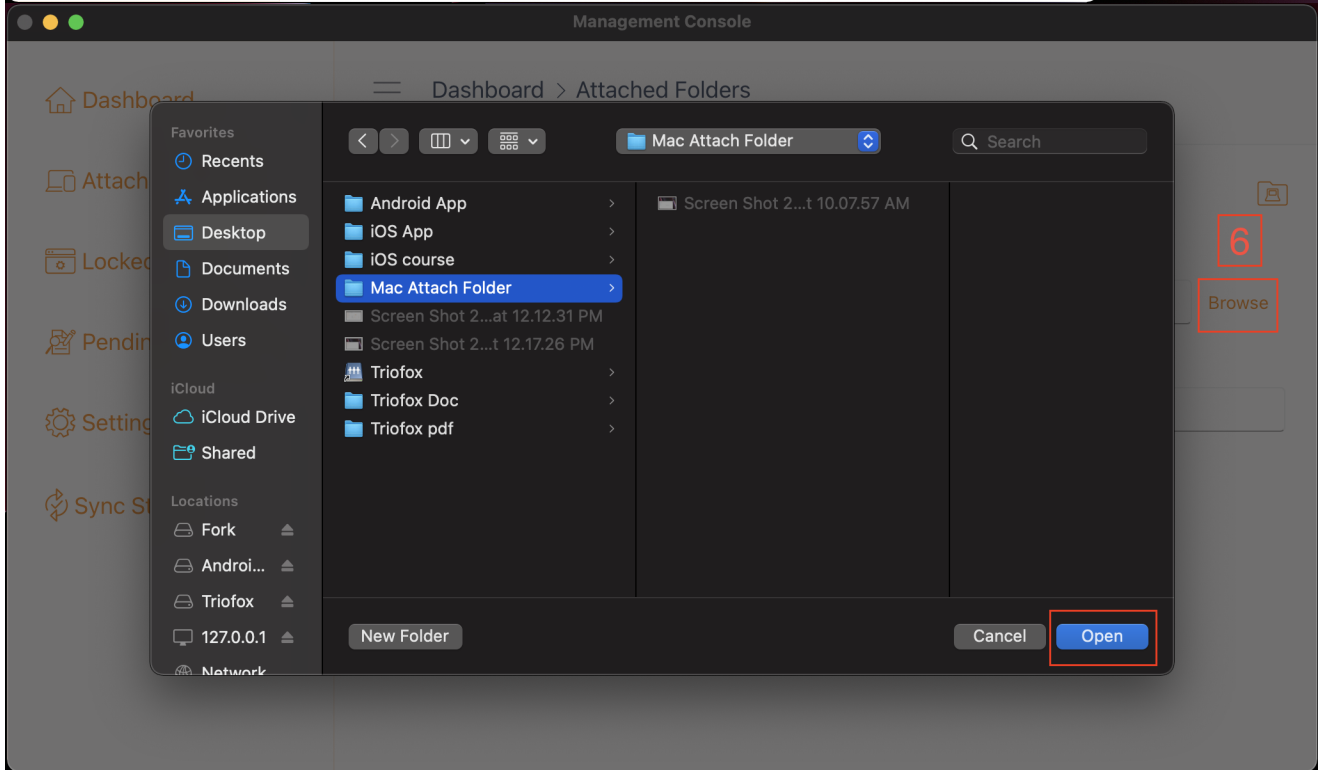 Management Console
Dashboard > Attached Folders
Dashboard
Attach
Locked
Pendin
Setting
Sync St
6
Browse
Favorites
Recents
Applications
Desktop
Documents
Downloads
Users
iCloud
iCloud Drive
Shared
Locations
Fork
Androi...
Triofox
127.0.0.1
Network
Mac Attach Folder
Search
Android App
iOS App
iOS course
Mac Attach Folder
Screen Shot 2...at 12.12.31 PM
Screen Shot 2...t 12.17.26 PM
Triofox
Triofox Doc
Triofox pdf
Screen Shot 2...t 10.07.57 AM
New Folder
Cancel
Open